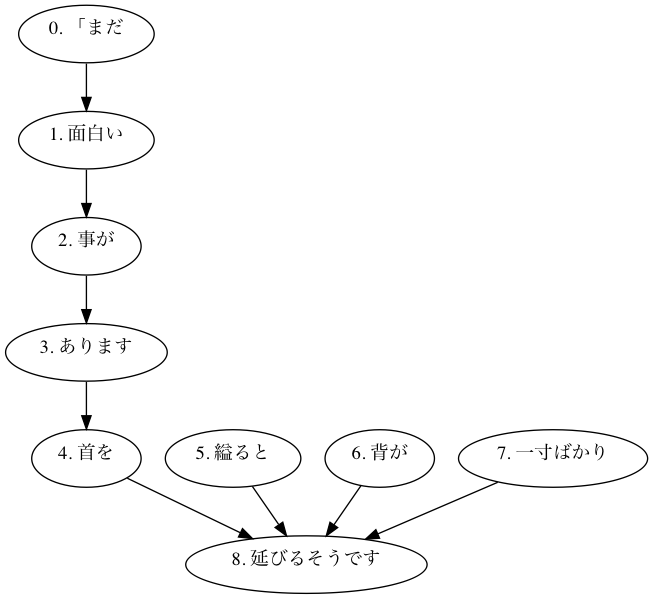 0. 「まだ
1. 面白い
2. 事が
3. あります
4. 首を
5. 縊ると
6. 背が
7. 一寸ばかり
8. 延びるそうです